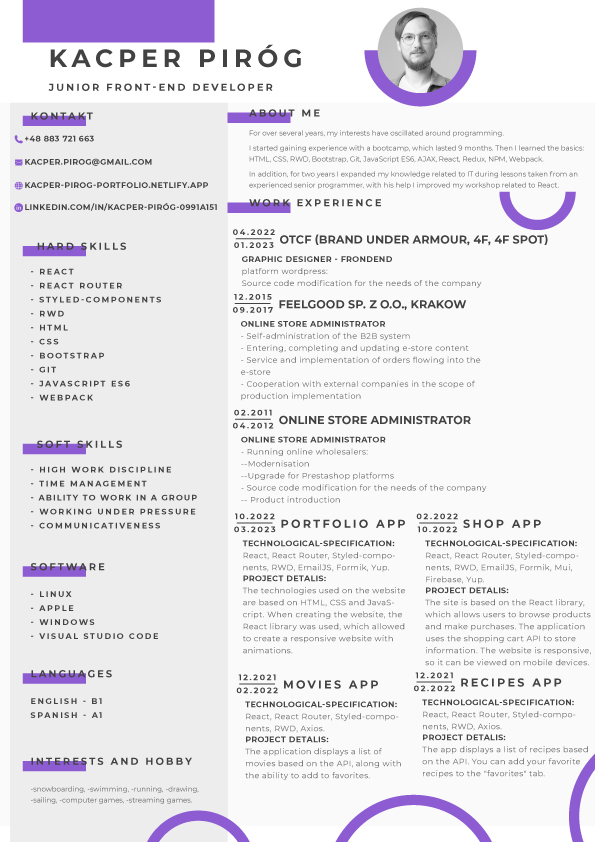 KACPER PIRÓG
JUNIOR FRONT-END DEVELOPER
KONTAKT
+48 883 721 663
KACPER.PIROG@GMAIL.COM
KACPER-PIROG-PORTFOLIO.NETLIFY.APP
LINKEDIN.COM/IN/KACPER-PIRÓG-0991A151
HARD SKILLS
- REACT
- REACT ROUTER
- STYLED-COMPONENTS
- RWD
- HTML
- CSS
- BOOTSTRAP
- GIT
- JAVASCRIPT ES6
- WEBPACK
SOFT SKILLS
- HIGH WORK DISCIPLINE
- TIME MANAGEMENT
- ABILITY TO WORK IN A GROUP
- WORKING UNDER PRESSURE
- COMMUNICATIVENESS
SOFTWARE
- LINUX
- APPLE
- WINDOWS
- VISUAL STUDIO CODE
LANGUAGES
ENGLISH - B1
SPANISH - A1
INTERESTS AND HOBBY
-snowboarding, -swimming, -running, -drawing,
-sailing, -computer games, -streaming games.
ABOUT ME
For over several years, my interests have oscillated around programming.
I started gaining experience with a bootcamp, which lasted 9 months. Then I learned the basics:
HTML, CSS, RWD, Bootstrap, Git, JavaScript ES6, AJAX, React, Redux, NPM, Webpack.
In addition, for two years I expanded my knowledge related to IT during lessons taken from an
experienced senior programmer, with his help I improved my workshop related to React.
WORK EXPERIENCE
04.2022
01.2023
OTCF (BRAND UNDER ARMOUR, 4F, 4F SPOT)
GRAPHIC DESIGNER - FRONDEND
platform wordpress:
Source code modification for the needs of the company
12.2015
09.2017
FEELGOOD SP. Z O.O., KRAKOW
ONLINE STORE ADMINISTRATOR
- Self-administration of the B2B system
- Entering, completing and updating e-store content
- Service and implementation of orders flowing into the
e-store
- Cooperation with external companies in the scope of
production implementation
02.2011
04.2012
ONLINE STORE ADMINISTRATOR
ONLINE STORE ADMINISTRATOR
- Running online wholesalers:
--Modernisation
--Upgrade for Prestashop platforms
- Source code modification for the needs of the company
-- Product introduction
10.2022
03.2023
PORTFOLIO APP
TECHNOLOGICAL-SPECIFICATION:
React, React Router, Styled-compo-
nents, RWD, EmailJS, Formik, Yup.
PROJECT DETALIS:
The technologies used on the website
are based on HTML, CSS and JavaS-
cript. When creating the website, the
React library was used, which allowed
to create a responsive website with
animations.
02.2022
10.2022
SHOP APP
TECHNOLOGICAL-SPECIFICATION:
React, React Router, Styled-compo-
nents, RWD, EmailJS, Formik, Mui,
Firebase, Yup.
PROJECT DETALIS:
The site is based on the React library,
which allows users to browse products
and make purchases. The application
uses the shopping cart API to store
information. The website is responsive,
so it can be viewed on mobile devices.
12.2021
02.2022
MOVIES APP
TECHNOLOGICAL-SPECIFICATION:
React, React Router, Styled-compo-
nents, RWD, Axios.
PROJECT DETALIS:
The application displays a list of
movies based on the API, along with
the ability to add to favorites.
12.2021
02.2022
RECIPES APP
TECHNOLOGICAL-SPECIFICATION:
React, React Router, Styled-compo-
nents, RWD, Axios.
PROJECT DETALIS:
The app displays a list of recipes based
on the API. You can add your favorite
recipes to the "favorites" tab.